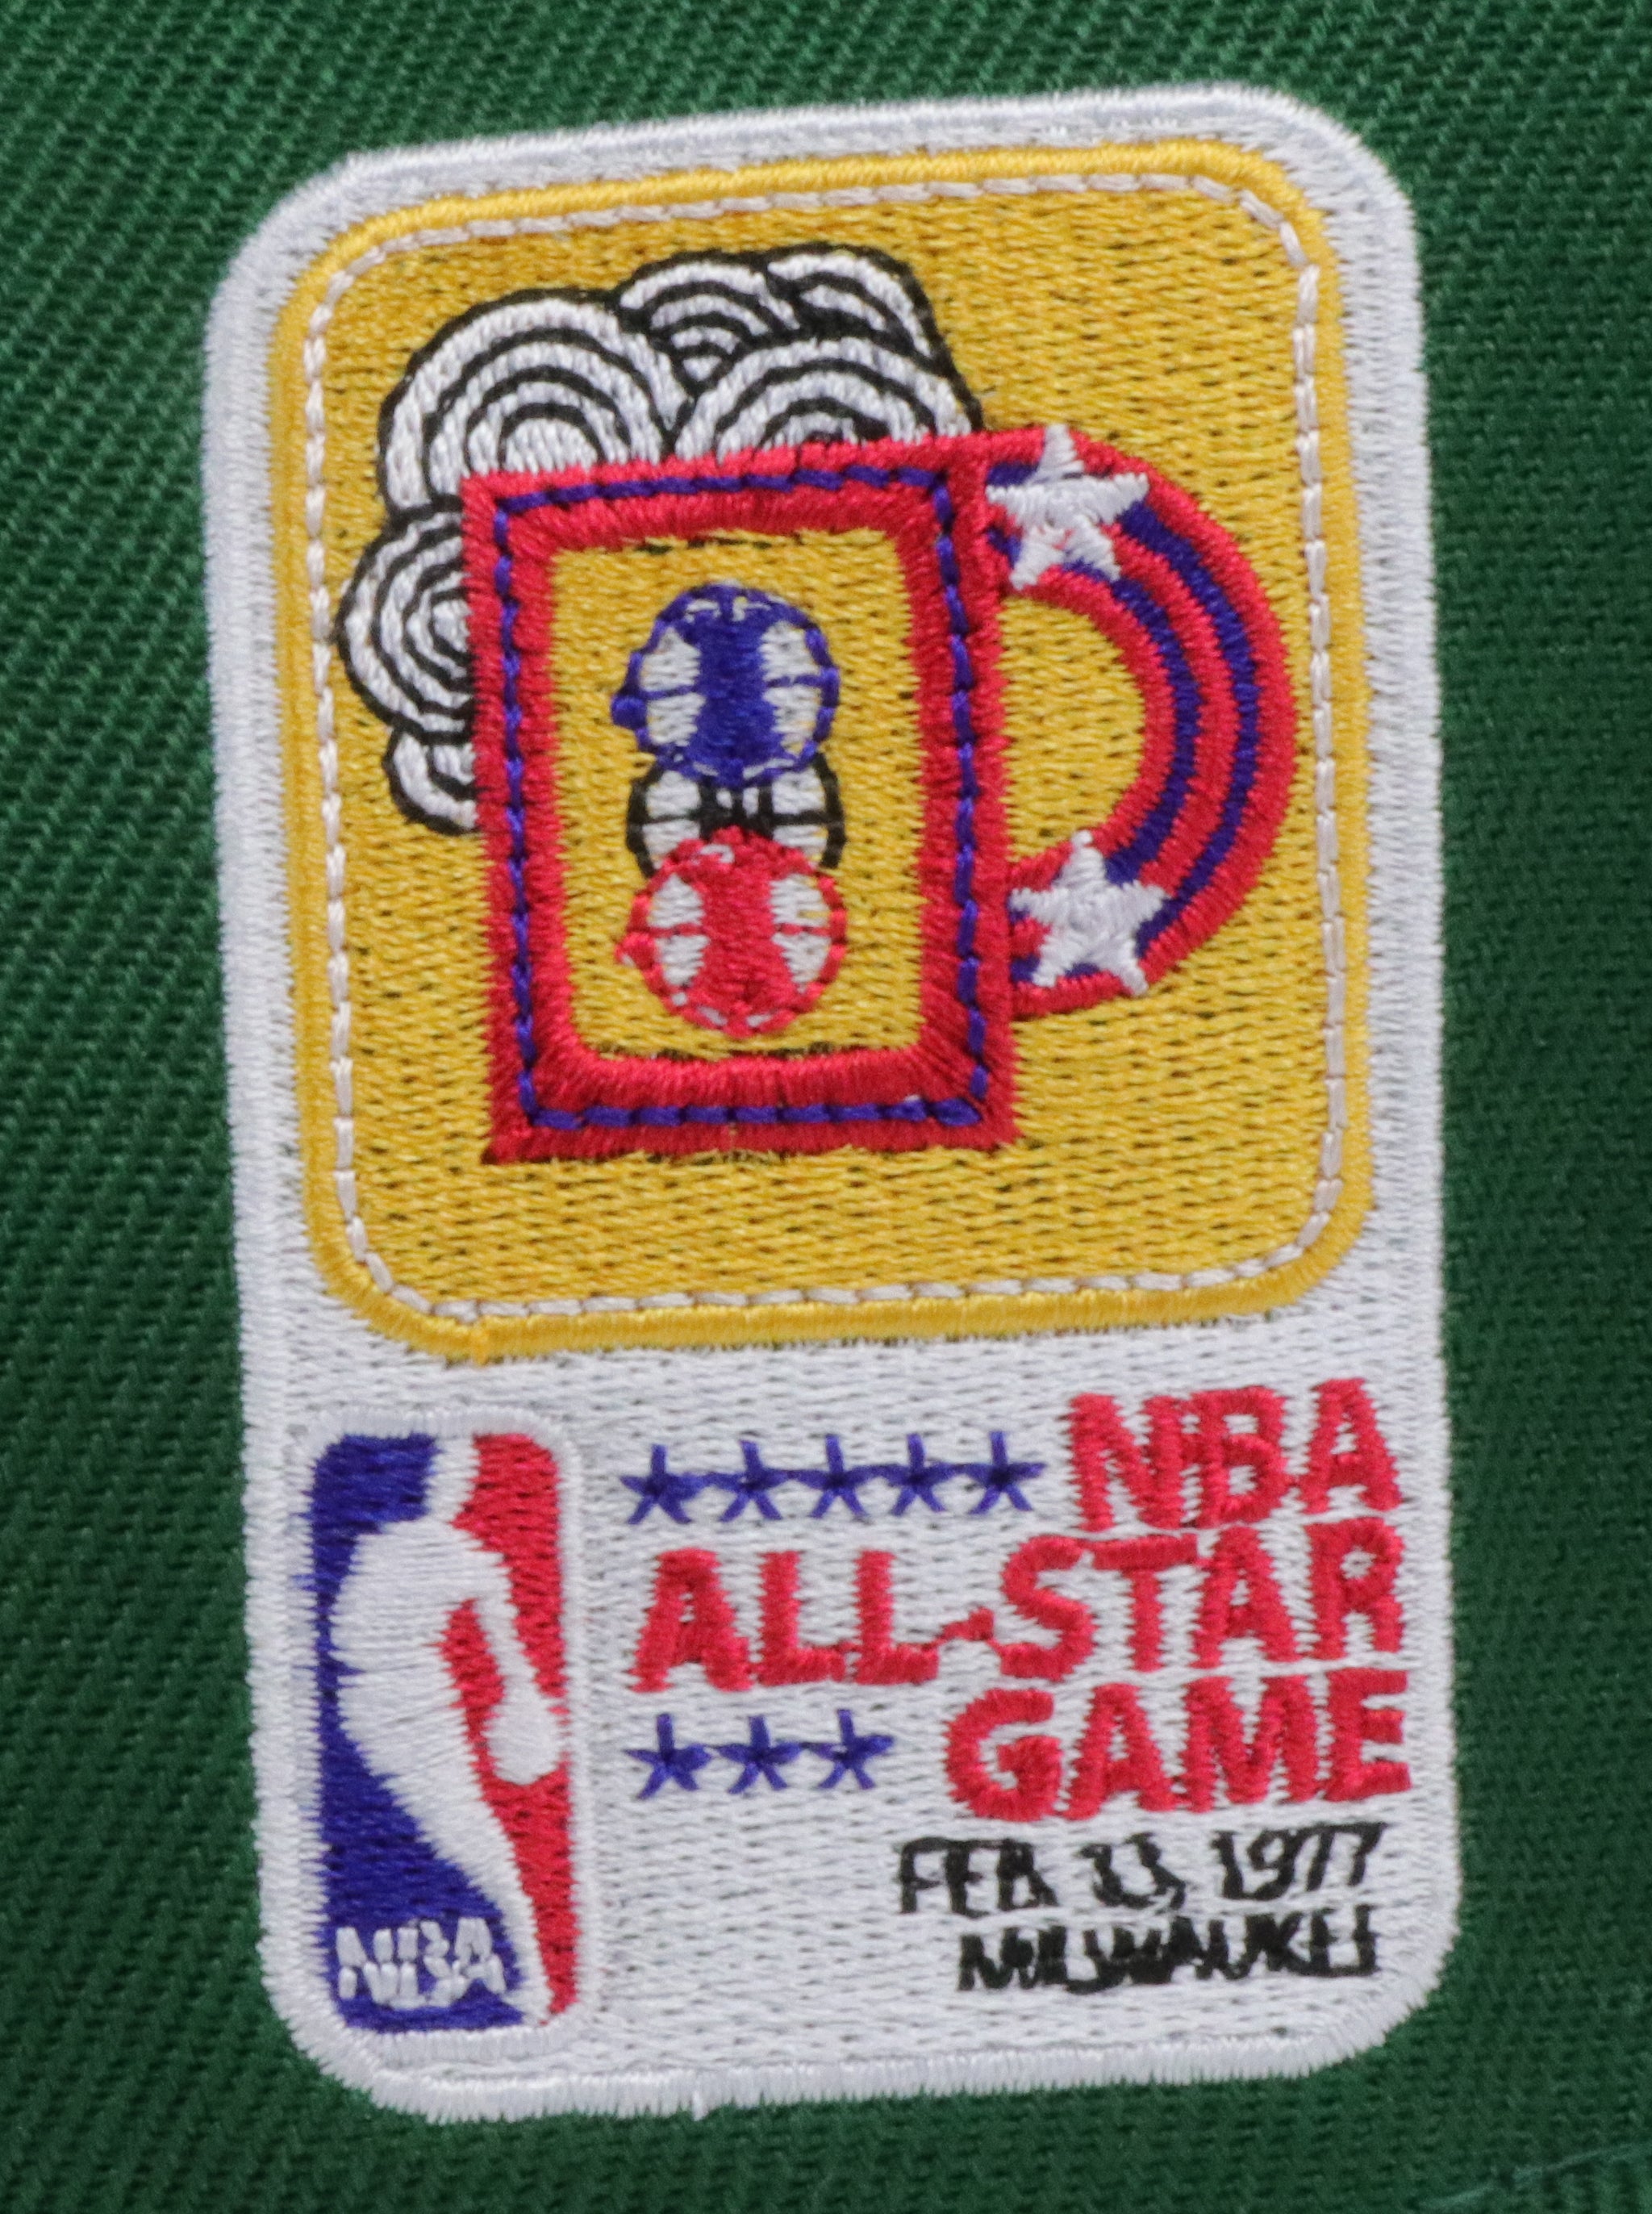 NBA
ALL-STAR
GAME
FEB. 13, 1977
MILWAUKEE
NBA